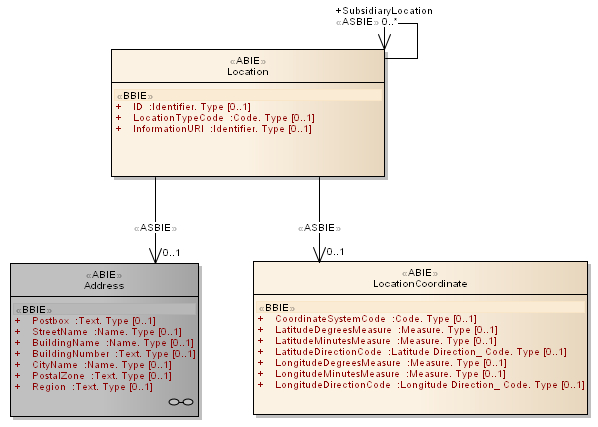 +SubsidiaryLocation
«ASBIE» 0..*
«ABIE»
Location
«BBIE»
+ ID :Identifier. Type [0..1]
+ LocationTypeCode :Code. Type [0..1]
+ InformationURI :Identifier. Type [0..1]
«ASBIE»
«ASBIE»
0..1
0..1
«ABIE»
Address
«BBIE»
+ Postbox :Text. Type [0..1]
+ StreetName :Name. Type [0..1]
+ BuildingName :Name. Type [0..1]
+ BuildingNumber :Text. Type [0..1]
+ CityName :Name. Type [0..1]
+ PostalZone :Text. Type [0..1]
+ Region :Text. Type [0..1]
«ABIE»
LocationCoordinate
«BBIE»
+ CoordinateSystemCode :Code. Type [0..1]
+ LatitudeDegreesMeasure :Measure. Type [0..1]
+ LatitudeMinutesMeasure :Measure. Type [0..1]
+ LatitudeDirectionCode :Latitude Direction_ Code. Type [0..1]
+ LongitudeDegreesMeasure :Measure. Type [0..1]
+ LongitudeMinutesMeasure :Measure. Type [0..1]
+ LongitudeDirectionCode :Longitude Direction_ Code. Type [0..1]